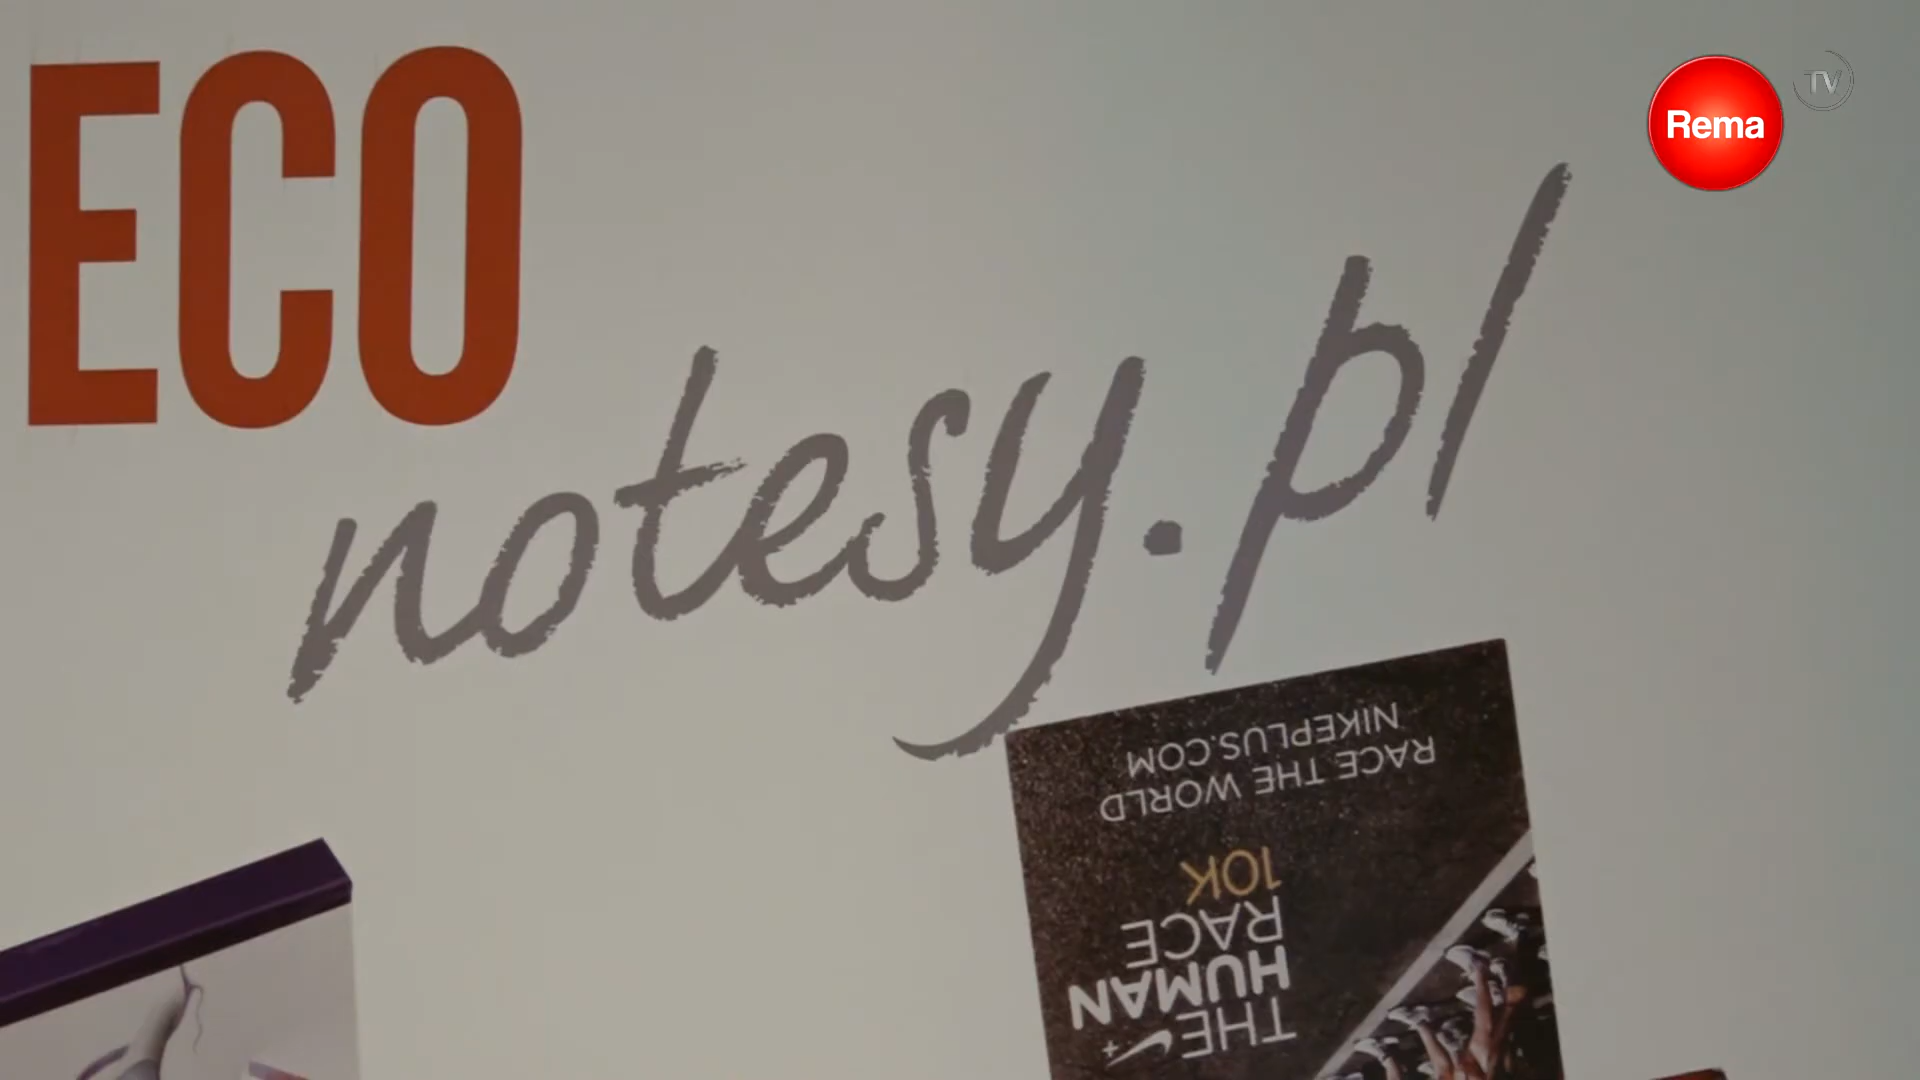 ECO
notesy.pl
Rema
TV
THE
HUMAN
RACE
10K
RACE THE WORLD
NIKEPLUS.COM